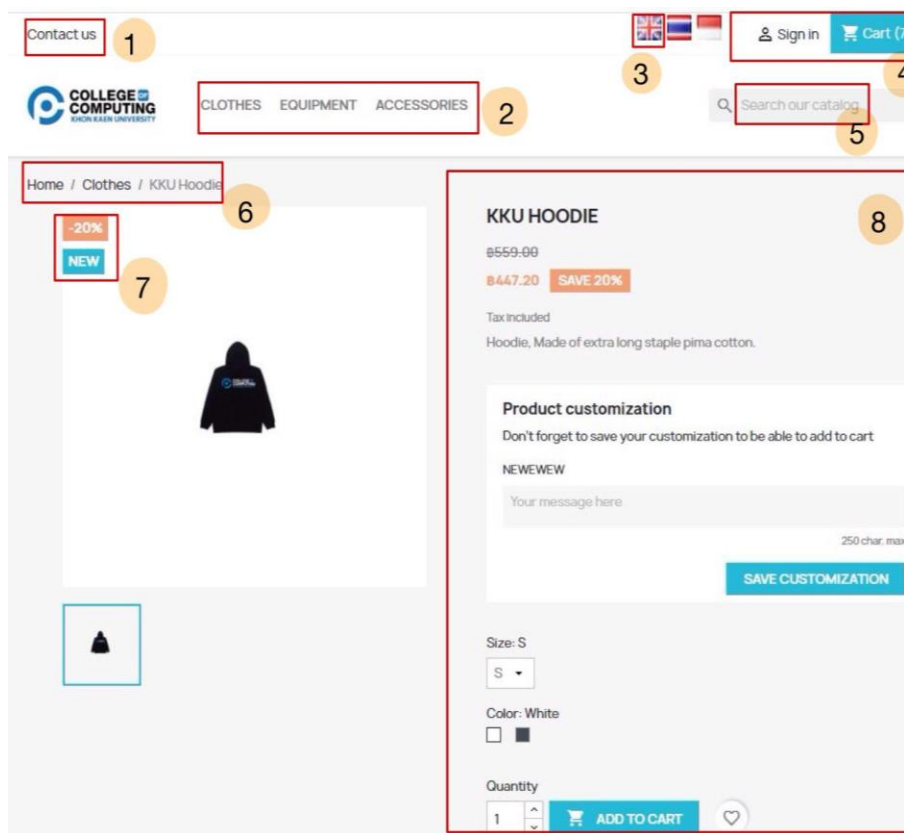 Contact us
1
3
Sign in
Cart (7
4
COLLEGE OF
COMPUTING
KHON KAEN UNIVERSITY
CLOTHES EQUIPMENT ACCESSORIES
2
Search our catalog
5
Home / Clothes / KKU Hoodie
6
-20%
NEW
7
8
KKU HOODIE
฿559.00
฿447.20 SAVE 20%
Tax included
Hoodie, Made of extra long staple pima cotton.
Product customization
Don't forget to save your customization to be able to add to cart
NEWEWEW
Your message here
250 char. max
SAVE CUSTOMIZATION
Size: S
S
Color: White
Quantity
1
ADD TO CART